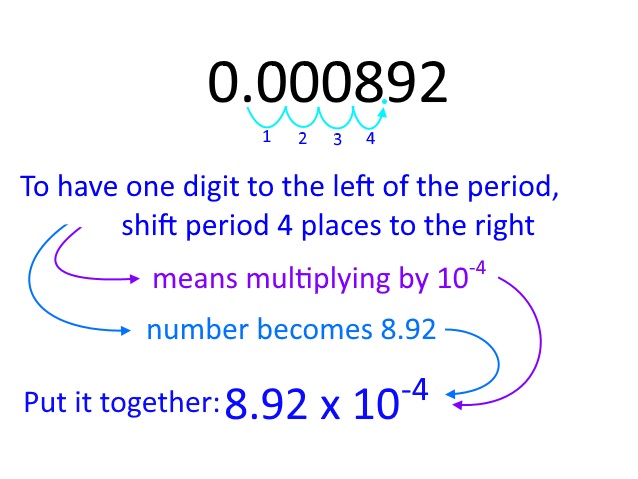 0.000892
1 2 3 4
To have one digit to the left of the period,
shift period 4 places to the right
means multiplying by 10⁻⁴
number becomes 8.92
Put it together: 8.92 x 10⁻⁴